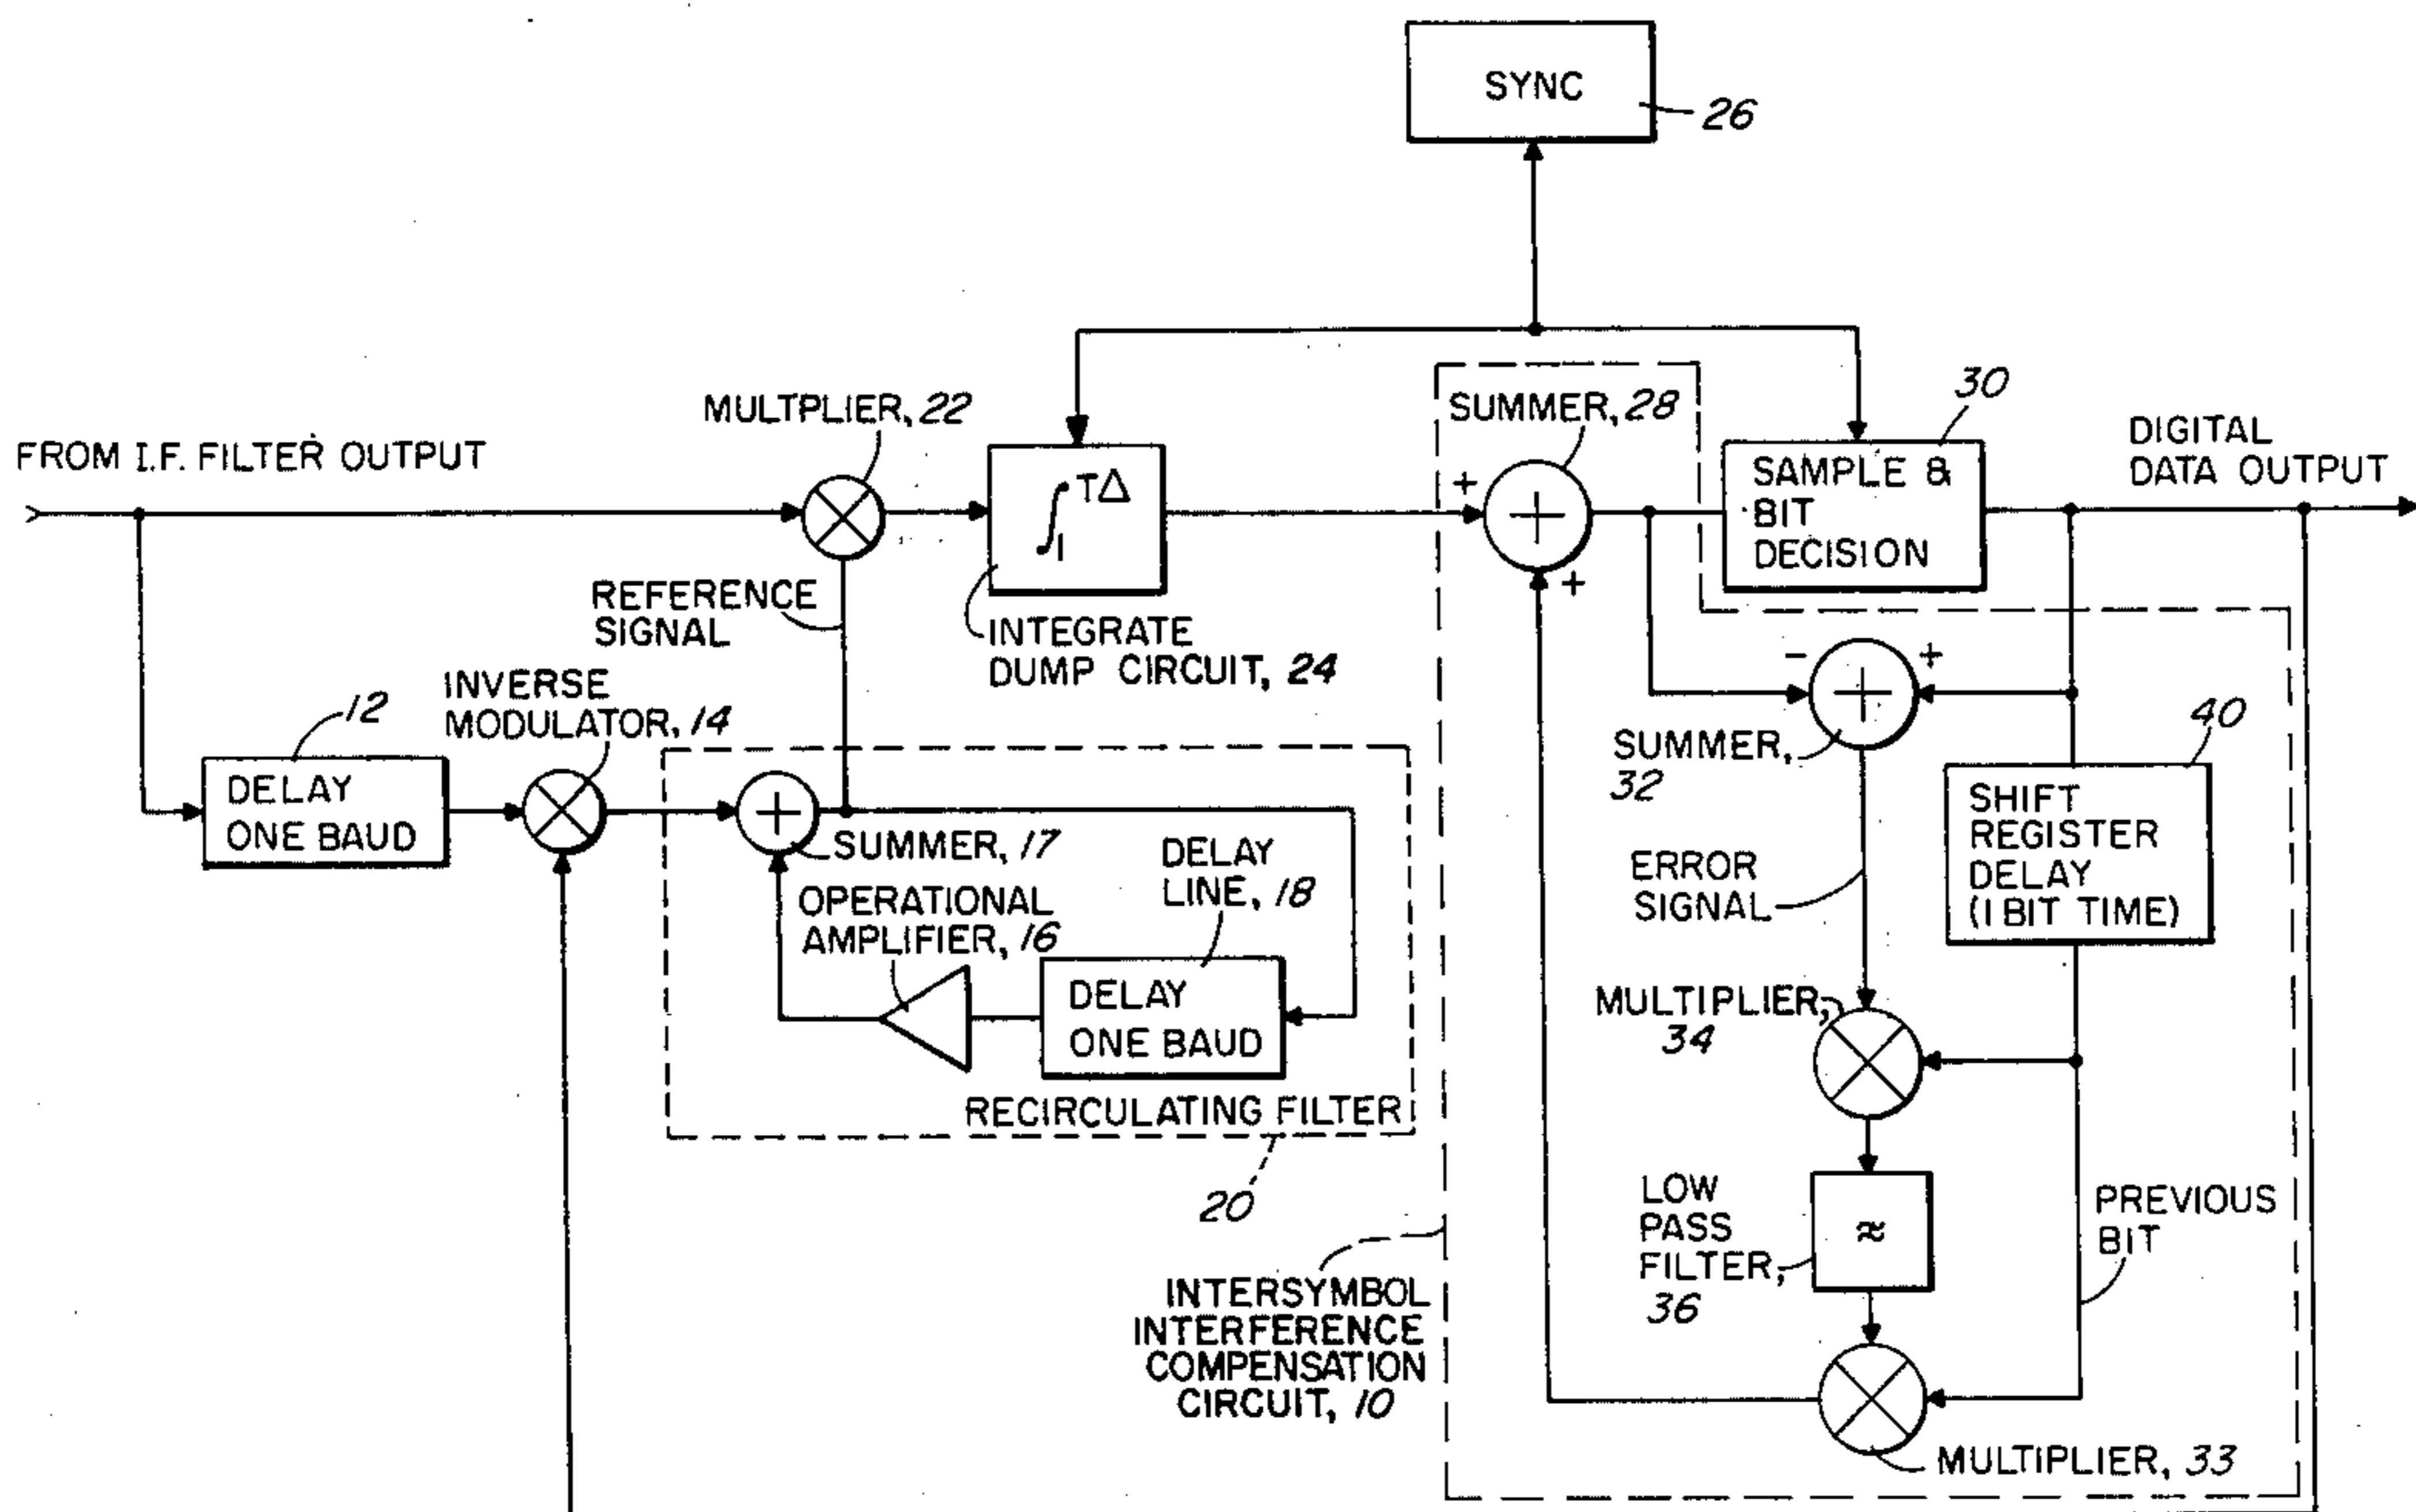 SYNC
26
FROM I.F. FILTER OUTPUT
MULTPLIER, 22
SUMMER, 28
30
DIGITAL
DATA OUTPUT
+
+
∫₁ᵀᐃ
SAMPLE &
BIT
DECISION
REFERENCE
SIGNAL
INTEGRATE
DUMP CIRCUIT, 24
INVERSE
MODULATOR, 14
12
DELAY
ONE BAUD
SUMMER, 17
DELAY
LINE, 18
OPERATIONAL
AMPLIFIER, 16
DELAY
ONE BAUD
RECIRCULATING FILTER
20
-
+
SUMMER,
32
40
SHIFT
REGISTER
DELAY
(1 BIT TIME)
ERROR
SIGNAL
MULTIPLIER,
34
LOW
PASS
FILTER,
36
≈
PREVIOUS
BIT
INTERSYMBOL
INTERFERENCE
COMPENSATION
CIRCUIT, 10
MULTIPLIER, 33